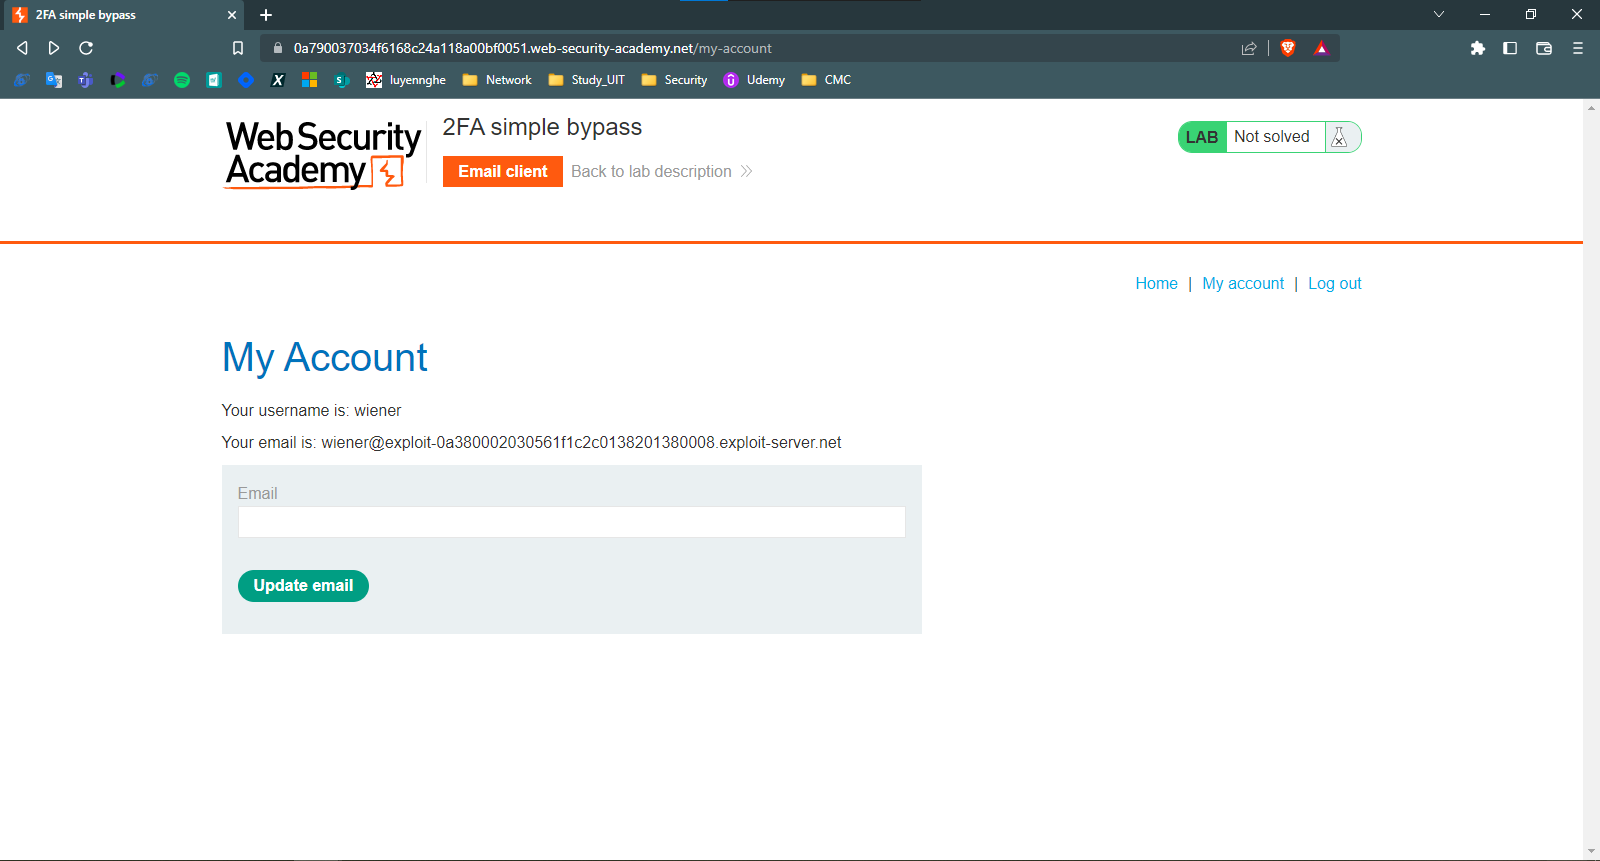 2FA simple bypass
0a790037034f6168c24a118a00bf0051.web-security-academy.net/my-account
luyennghe Network Study_UIT Security Udemy CMC
Web Security
Academy
2FA simple bypass
Email client Back to lab description
LAB Not solved
Home | My account | Log out
My Account
Your username is: wiener
Your email is: wiener@exploit-0a380002030561f1c2c0138201380008.exploit-server.net
Email
Update email